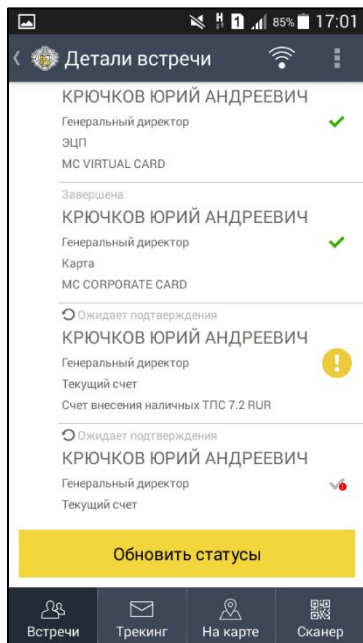 H 1 85% 17:01
Детали встречи
КРЮЧКОВ ЮРИЙ АНДРЕЕВИЧ
Генеральный директор
ЭЦП
MC VIRTUAL CARD
Завершена
КРЮЧКОВ ЮРИЙ АНДРЕЕВИЧ
Генеральный директор
Карта
MC CORPORATE CARD
Ожидает подтверждения
КРЮЧКОВ ЮРИЙ АНДРЕЕВИЧ
Генеральный директор
Текущий счет
Счет внесения наличных ТПС 7.2 RUR
Ожидает подтверждения
КРЮЧКОВ ЮРИЙ АНДРЕЕВИЧ
Генеральный директор
Текущий счет
Обновить статусы
Встречи Трекинг На карте Сканер